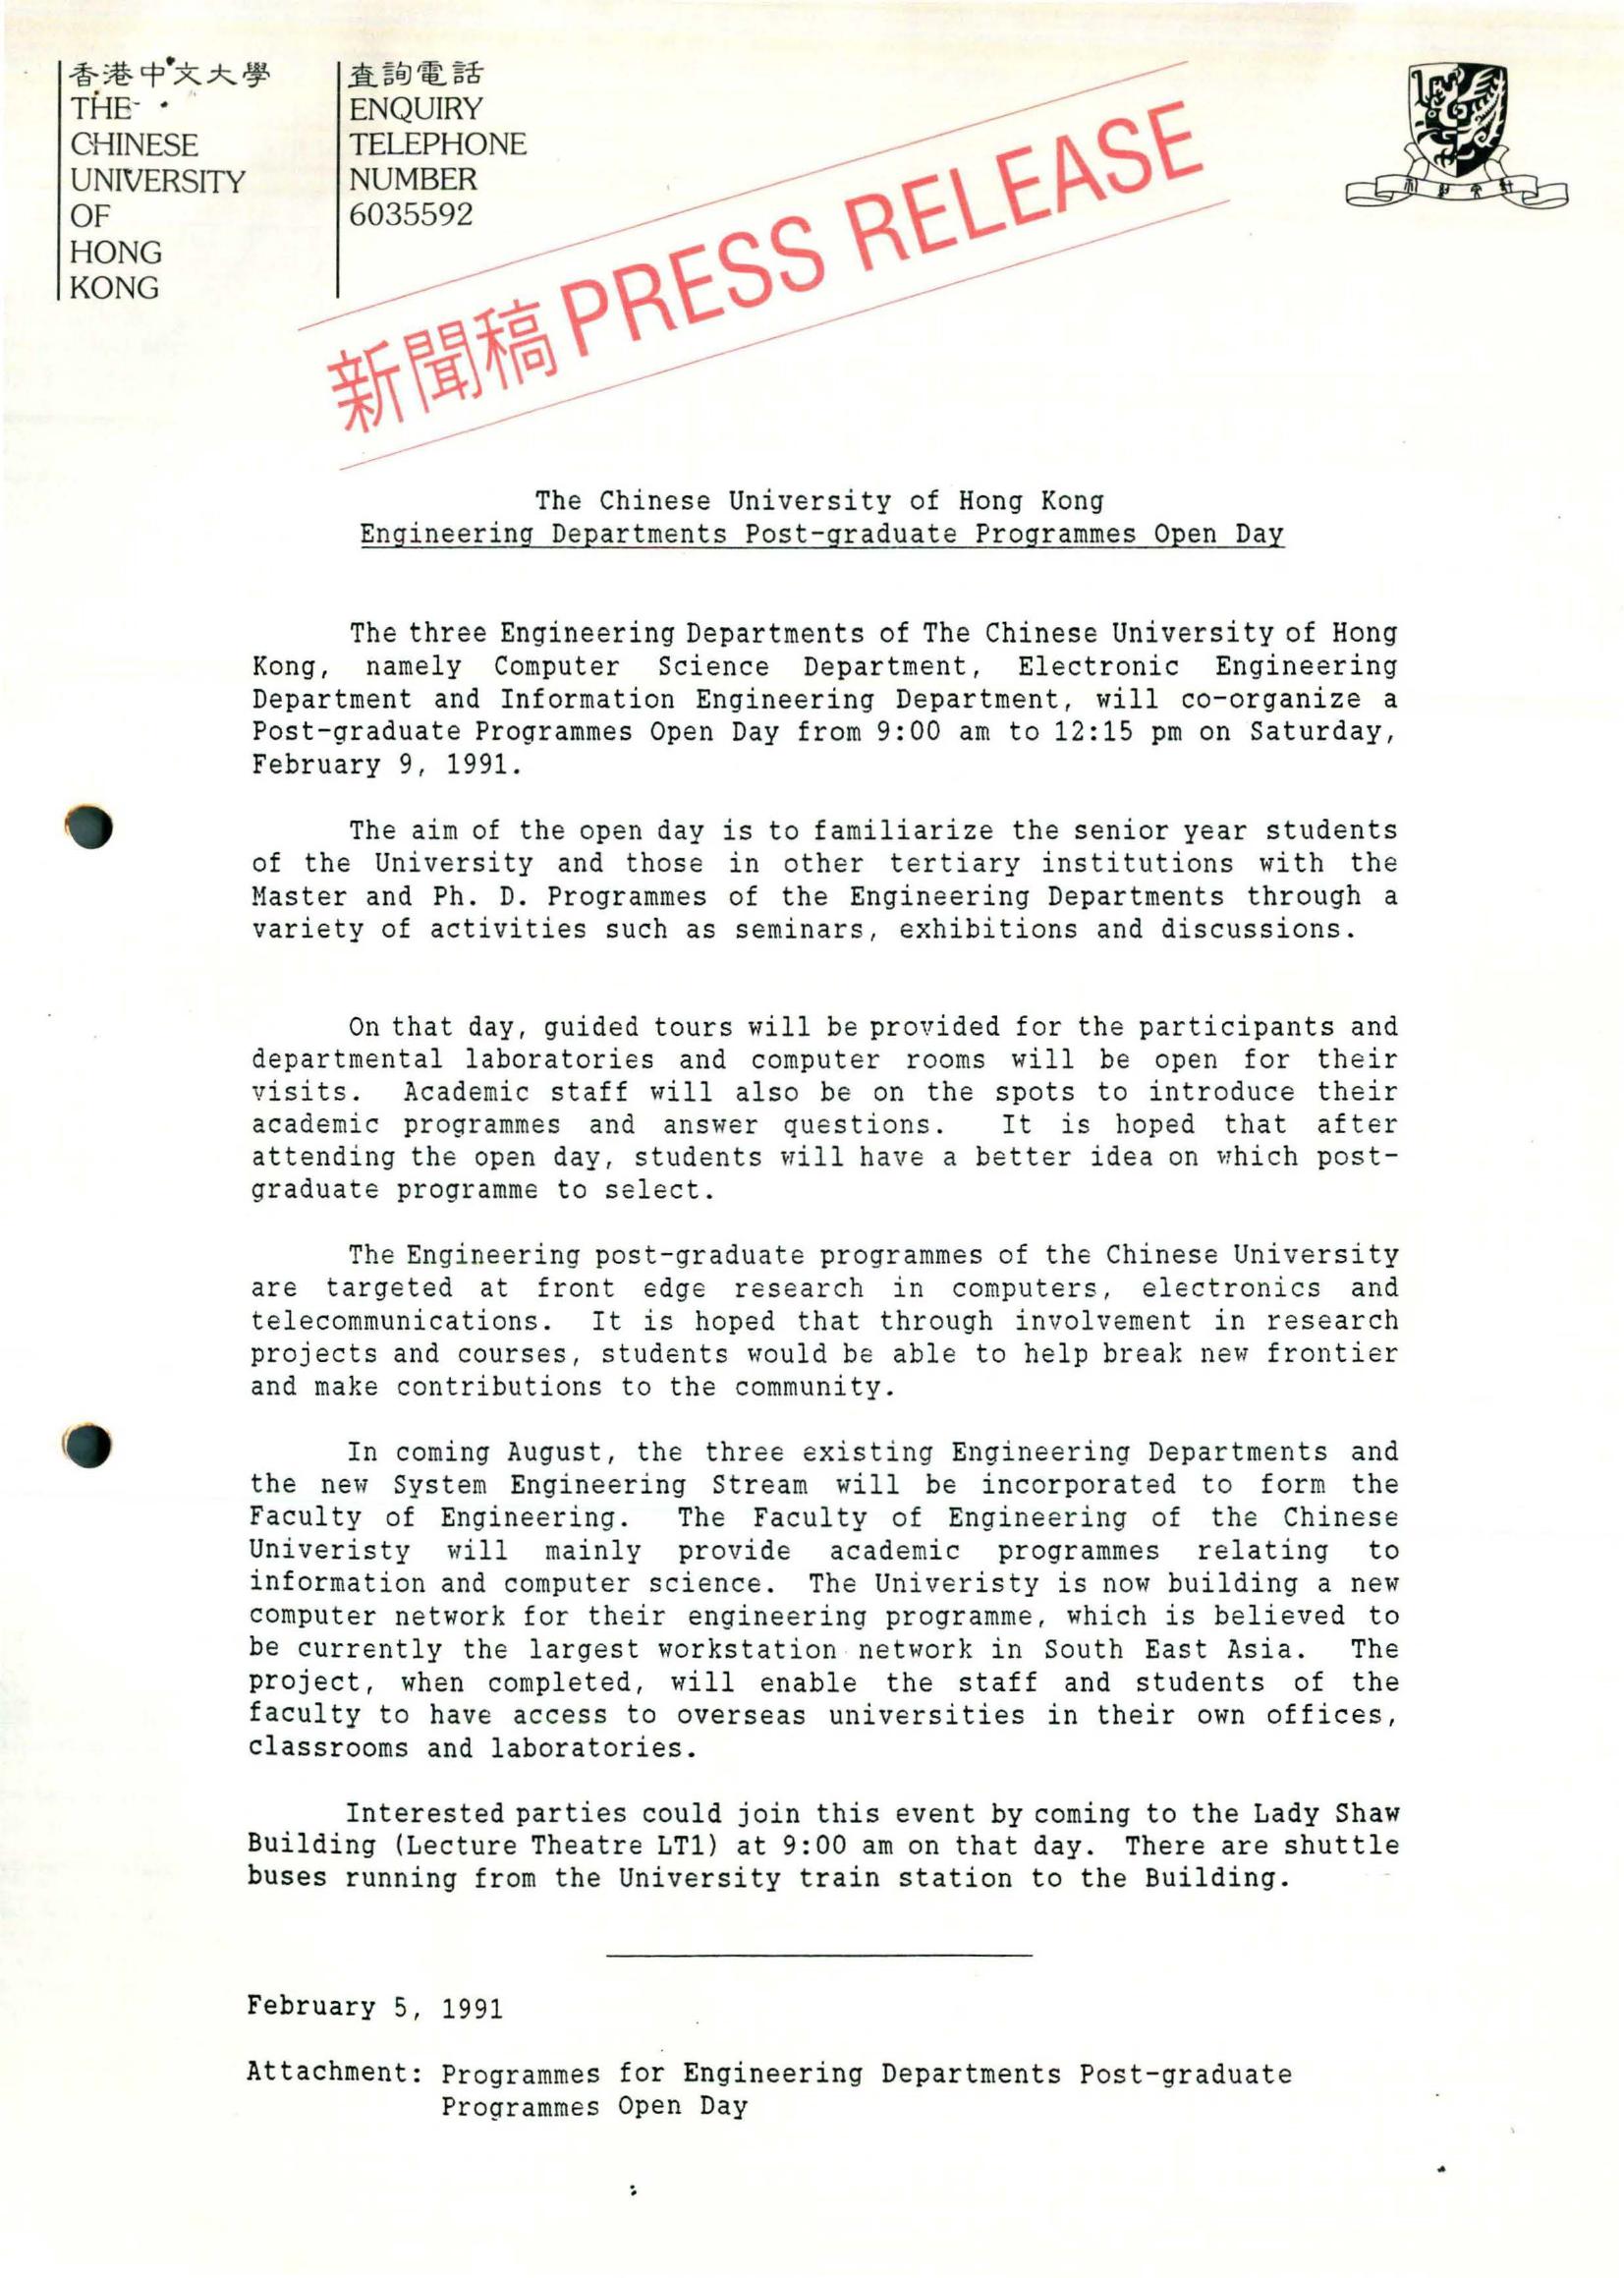 香港中文大學
THE
CHINESE
UNIVERSITY
OF
HONG
KONG
查詢電話
ENQUIRY
TELEPHONE
NUMBER
6035592
新聞稿 PRESS RELEASE
The Chinese University of Hong Kong
Engineering Departments Post-graduate Programmes Open Day
The three Engineering Departments of The Chinese University of Hong
Kong, namely Computer Science Department, Electronic Engineering
Department and Information Engineering Department, will co-organize a
Post-graduate Programmes Open Day from 9:00 am to 12:15 pm on Saturday,
February 9, 1991.
The aim of the open day is to familiarize the senior year students
of the University and those in other tertiary institutions with the
Master and Ph. D. Programmes of the Engineering Departments through a
variety of activities such as seminars, exhibitions and discussions.
On that day, guided tours will be provided for the participants and
departmental laboratories and computer rooms will be open for their
visits. Academic staff will also be on the spots to introduce their
academic programmes and answer questions. It is hoped that after
attending the open day, students will have a better idea on which post-
graduate programme to select.
The Engineering post-graduate programmes of the Chinese University
are targeted at front edge research in computers, electronics and
telecommunications. It is hoped that through involvement in research
projects and courses, students would be able to help break new frontier
and make contributions to the community.
In coming August, the three existing Engineering Departments and
the new System Engineering Stream will be incorporated to form the
Faculty of Engineering. The Faculty of Engineering of the Chinese
Univeristy will mainly provide academic programmes relating to
information and computer science. The Univeristy is now building a new
computer network for their engineering programme, which is believed to
be currently the largest workstation network in South East Asia. The
project, when completed, will enable the staff and students of the
faculty to have access to overseas universities in their own offices,
classrooms and laboratories.
Interested parties could join this event by coming to the Lady Shaw
Building (Lecture Theatre LT1) at 9:00 am on that day. There are shuttle
buses running from the University train station to the Building.
February 5, 1991
Attachment: Programmes for Engineering Departments Post-graduate
Programmes Open Day